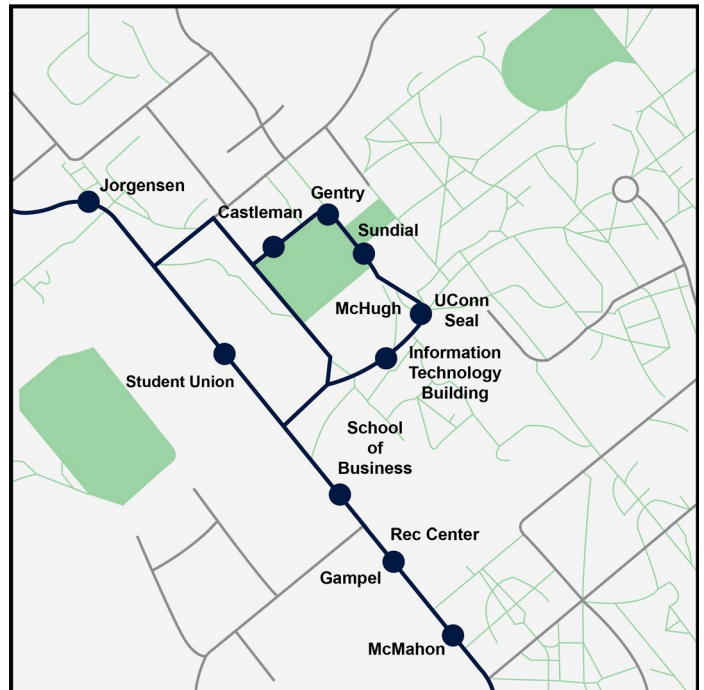 Jorgensen
Gentry
Castleman
Sundial
McHugh
UConn
Seal
Student Union
Information
Technology
Building
School
of
Business
Rec Center
Gampel
McMahon